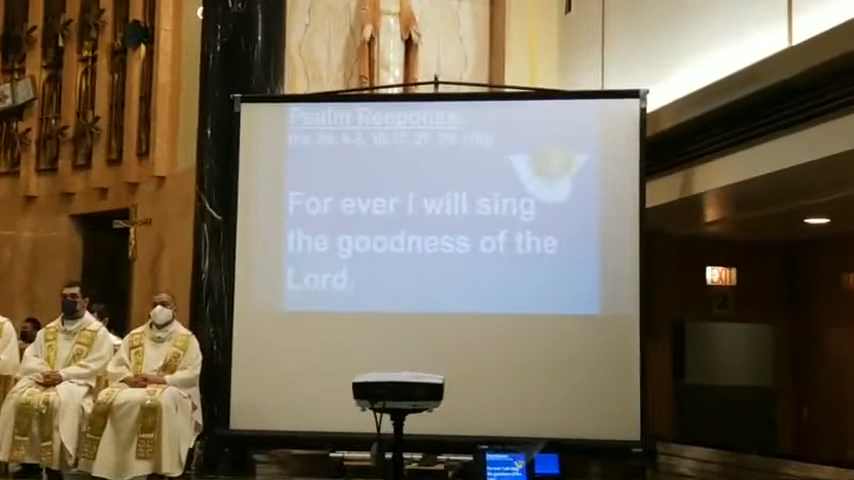 Psalm Response:
For ever I will sing
the goodness of the
Lord.
EXIT